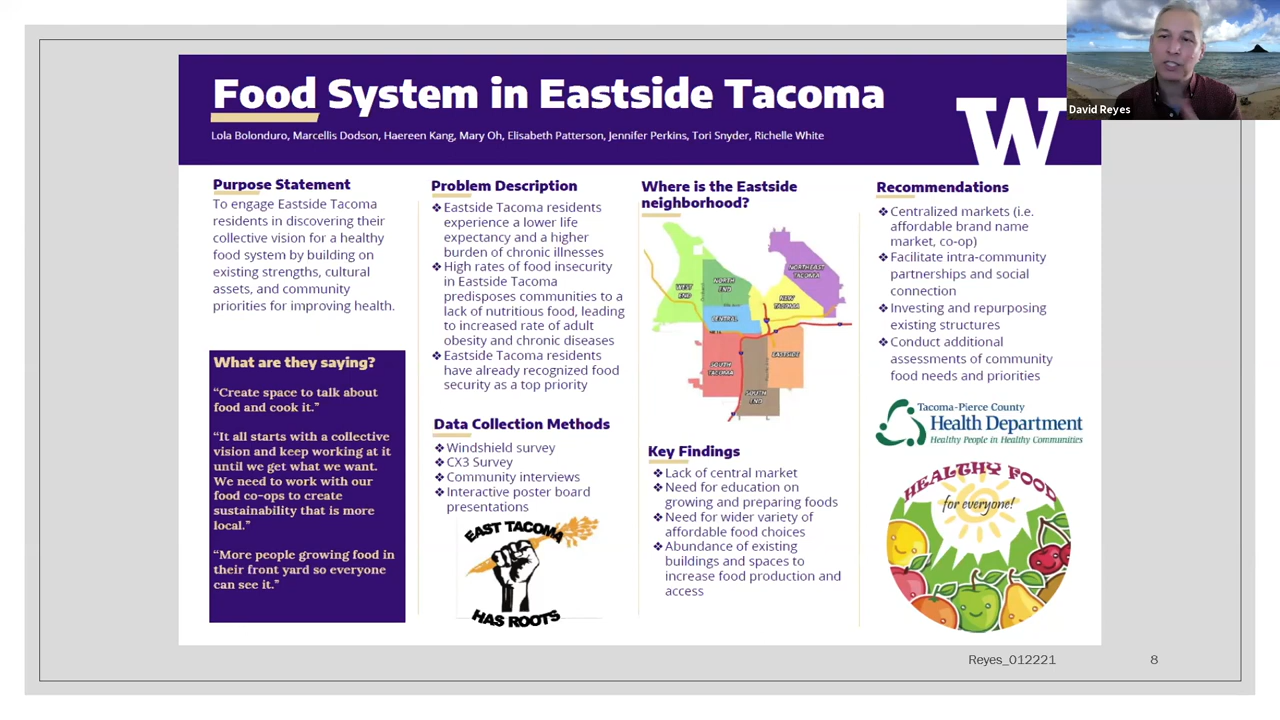 Food System in Eastside Tacoma
Lola Bolonduro, Marcellis Dodson, Haereen Kang, Mary Oh, Elisabeth Patterson, Jennifer Perkins, Tori Snyder, Richelle White
W
David Reyes
Purpose Statement
To engage Eastside Tacoma
residents in discovering their
collective vision for a healthy
food system by building on
existing strengths, cultural
assets, and community
priorities for improving health.
What are they saying?
“Create space to talk about
food and cook it.”
“It all starts with a collective
vision and keep working at it
until we get what we want.
We need to work with our
food co-ops to create
sustainability that is more
local.”
“More people growing food in
their front yard so everyone
can see it.”
Problem Description
❖Eastside Tacoma residents
experience a lower life
expectancy and a higher
burden of chronic illnesses
❖High rates of food insecurity
in Eastside Tacoma
predisposes communities to a
lack of nutritious food, leading
to increased rate of adult
obesity and chronic diseases
❖Eastside Tacoma residents
have already recognized food
security as a top priority
Data Collection Methods
❖Windshield survey
❖CX3 Survey
❖Community interviews
❖Interactive poster board
presentations
EAST TACOMA
HAS ROOTS
Where is the Eastside
neighborhood?
WEST
END
NORTH
END
NORTHEAST
TACOMA
NEW
TACOMA
CENTRAL
SOUTH
TACOMA
EASTSIDE
SOUTH
END
Key Findings
❖Lack of central market
❖Need for education on
growing and preparing foods
❖Need for wider variety of
affordable food choices
❖Abundance of existing
buildings and spaces to
increase food production and
access
Recommendations
❖Centralized markets (i.e.
affordable brand name
market, co-op)
❖Facilitate intra-community
partnerships and social
connection
❖Investing and repurposing
existing structures
❖Conduct additional
assessments of community
food needs and priorities
Tacoma-Pierce County
Health Department
Healthy People in Healthy Communities
HEALTHY FOOD
for everyone!
Reyes_012221
8